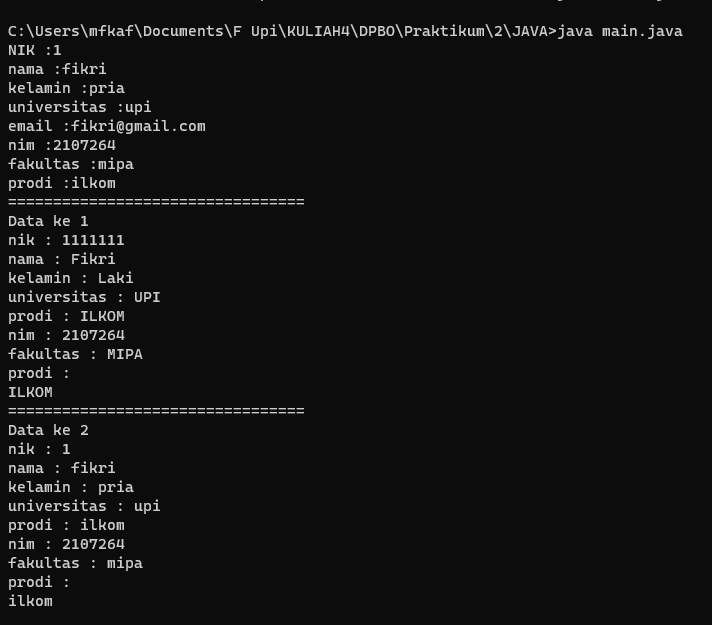 C:\Users\mfkaf\Documents\F Upi\KULIAH4\DPBO\Praktikum\2\JAVA>java main.java
NIK :1
nama :fikri
kelamin :pria
universitas :upi
email :fikri@gmail.com
nim :2107264
fakultas :mipa
prodi :ilkom
=================================
Data ke 1
nik : 1111111
nama : Fikri
kelamin : Laki
universitas : UPI
prodi : ILKOM
nim : 2107264
fakultas : MIPA
prodi :
ILKOM
=================================
Data ke 2
nik : 1
nama : fikri
kelamin : pria
universitas : upi
prodi : ilkom
nim : 2107264
fakultas : mipa
prodi :
ilkom